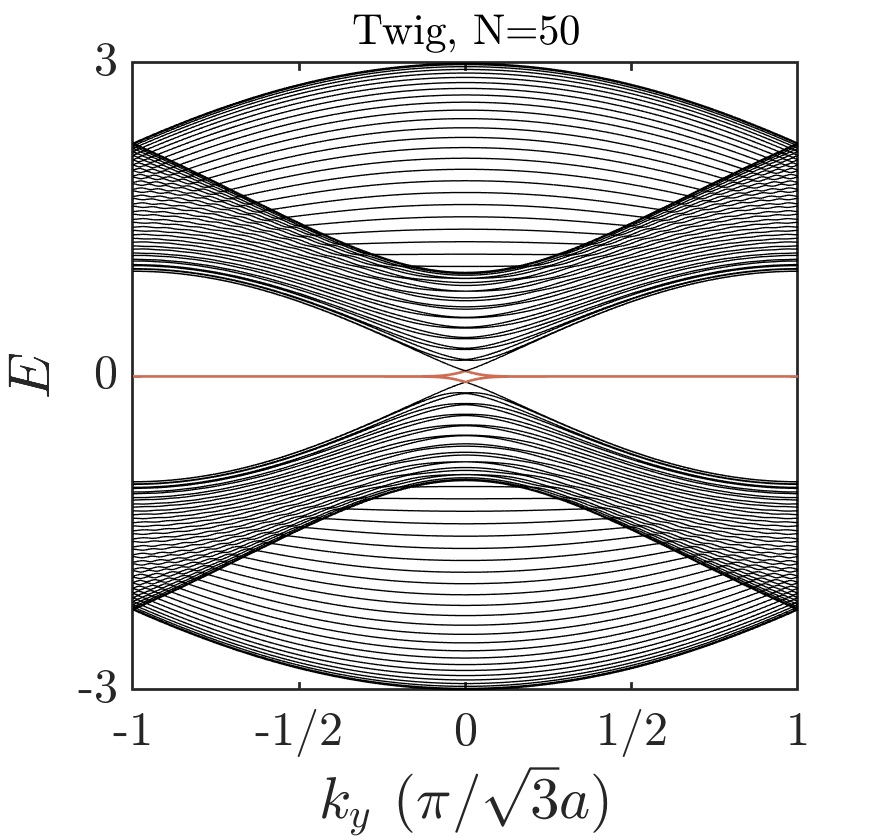 Twig, N=50
3
E
0
-3
-1 -1/2 0 1/2 1
k_y (π/√3a)